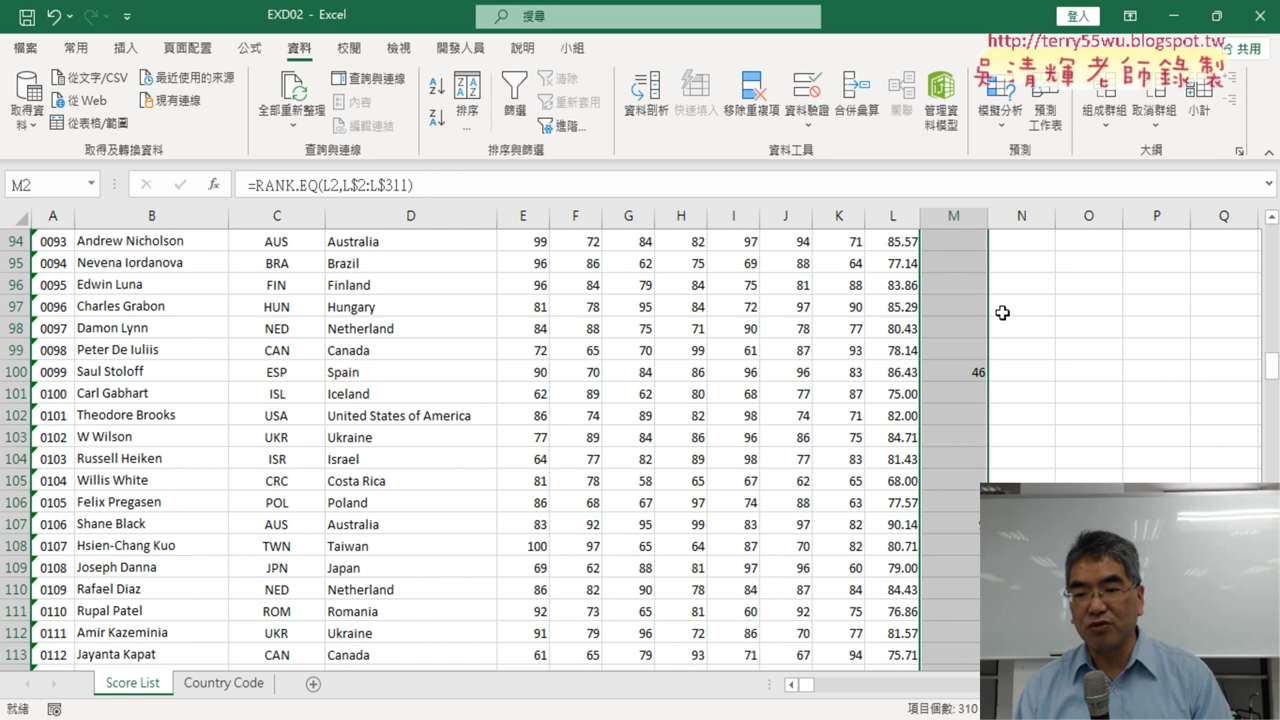 EXD02 - Excel
搜尋
登入
http://terry55wu.blogspot.tw
吳清輝老師錄製
檔案 常用 插入 頁面配置 公式 資料 校閱 檢視 開發人員 說明 小組 共用
取得資料 從文字/CSV 從 Web 從表格/範圍 最近使用的來源 現有連線
全部重新整理 查詢與連線 內容 編輯連結
排序... 篩選 清除 重新套用 進階...
資料剖析 快速填入 移除重複項 資料驗證 合併彙算 關聯 管理資料模型
模擬分析 預測工作表 組成群組 取消群組 小計
取得及轉換資料 查詢與連線 排序與篩選 資料工具 預測 大綱
M2 fx =RANK.EQ(L2,L$2:L$311)
A B C D E F G H I J K L M N O P Q
94 0093 Andrew Nicholson AUS Australia 99 72 84 82 97 94 71 85.57
95 0094 Nevena Iordanova BRA Brazil 96 86 62 75 69 88 64 77.14
96 0095 Edwin Luna FIN Finland 96 84 79 84 75 81 88 83.86
97 0096 Charles Grabon HUN Hungary 81 78 95 84 72 97 90 85.29
98 0097 Damon Lynn NED Netherland 84 88 75 71 90 78 77 80.43
99 0098 Peter De Iuliis CAN Canada 72 65 70 99 61 87 93 78.14
100 0099 Saul Stoloff ESP Spain 90 70 84 86 96 96 83 86.43 46
101 0100 Carl Gabhart ISL Iceland 62 89 62 80 68 77 87 75.00
102 0101 Theodore Brooks USA United States of America 86 74 89 82 98 74 71 82.00
103 0102 W Wilson UKR Ukraine 77 89 84 86 96 86 75 84.71
104 0103 Russell Heiken ISR Israel 64 77 82 89 98 77 83 81.43
105 0104 Willis White CRC Costa Rica 81 78 58 65 67 62 65 68.00
106 0105 Felix Pregasen POL Poland 86 68 67 97 74 88 63 77.57
107 0106 Shane Black AUS Australia 83 92 95 99 83 97 82 90.14
108 0107 Hsien-Chang Kuo TWN Taiwan 100 97 65 64 87 70 82 80.71
109 0108 Joseph Danna JPN Japan 69 62 88 81 97 96 60 79.00
110 0109 Rafael Diaz NED Netherland 86 82 90 78 84 87 84 84.43
111 0110 Rupal Patel ROM Romania 92 73 65 81 60 92 75 76.86
112 0111 Amir Kazeminia UKR Ukraine 91 79 96 72 86 70 77 81.57
113 0112 Jayanta Kapat CAN Canada 61 65 79 93 71 67 94 75.71
Score List Country Code
就緒 項目個數: 310